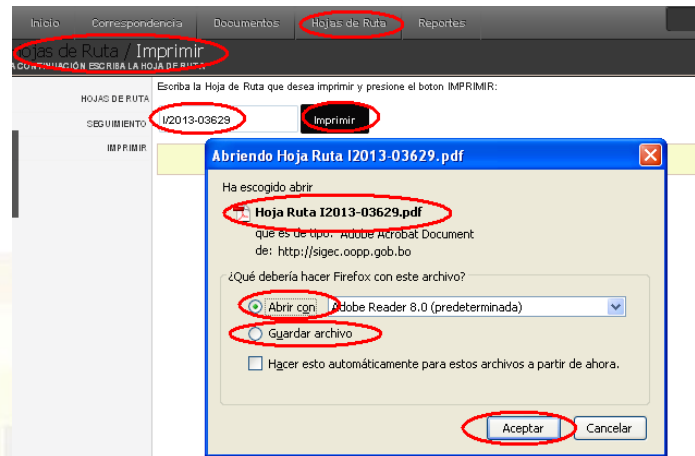 Inicio Correspondencia Documentos Hojas de Ruta Reportes
Hojas de Ruta / Imprimir
A CONTINUACIÓN ESCRIBA LA HOJA DE RUTA
Escriba la Hoja de Ruta que desea imprimir y presione el boton IMPRIMIR:
HOJAS DE RUTA
SEGUIMIENTO
I/2013-03629 Imprimir
IMPRIMIR
Abriendo Hoja Ruta I2013-03629.pdf
Ha escogido abrir
Hoja Ruta I2013-03629.pdf
que es de tipo: Adobe Acrobat Document
de: http://sigec.oopp.gob.bo
¿Qué debería hacer Firefox con este archivo?
Abrir con Adobe Reader 8.0 (predeterminada)
Guardar archivo
Hacer esto automáticamente para estos archivos a partir de ahora.
Aceptar Cancelar